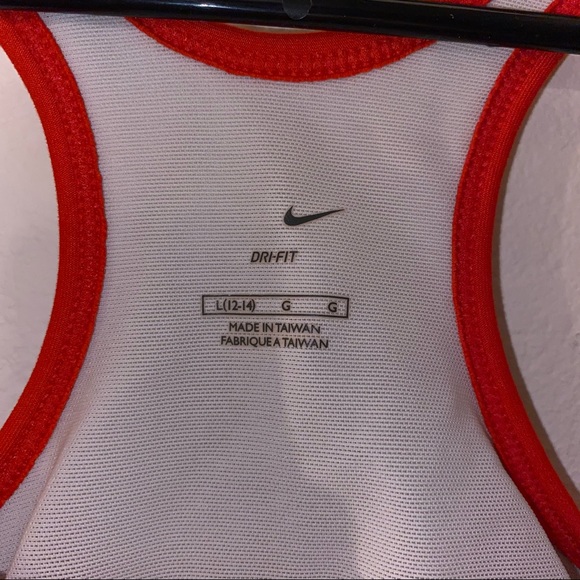 DRI-FIT
L(12-14) G G
MADE IN TAIWAN
FABRIQUE A TAIWAN